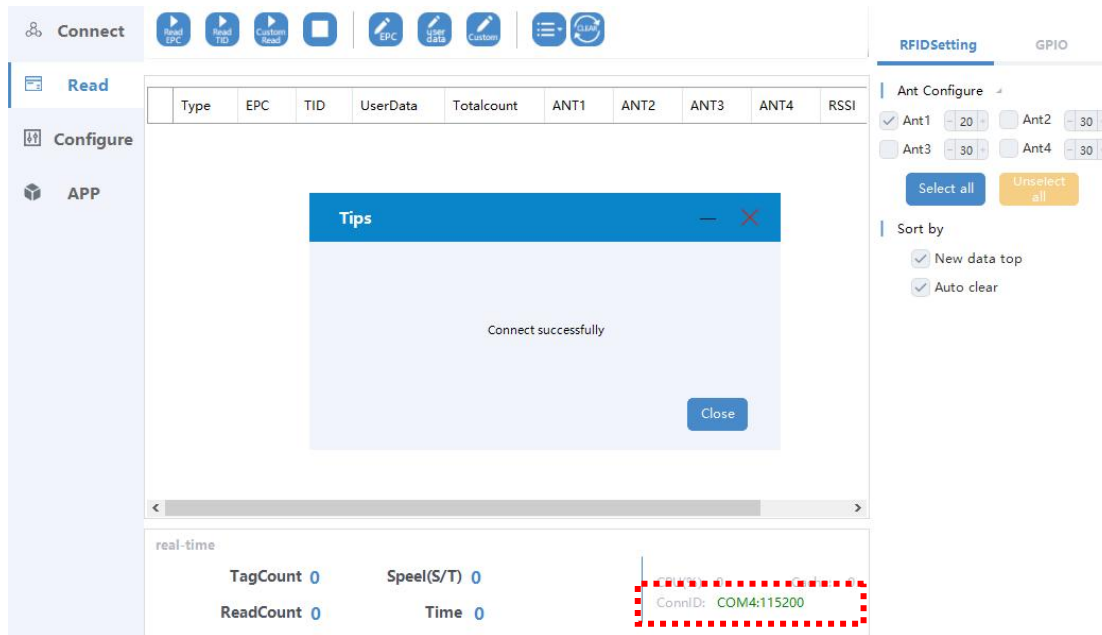 Connect
Read
Configure
APP
Read EPC
Read TID
Custom Read
EPC
user data
Custom
CLEAR
RFIDSetting GPIO
Type EPC TID UserData Totalcount ANT1 ANT2 ANT3 ANT4 RSSI
Ant Configure
Ant1 - 20 + Ant2 - 30
Ant3 - 30 + Ant4 - 30
Select all
Unselect all
Sort by
New data top
Auto clear
Tips
Connect successfully
Close
real-time
TagCount 0 Speel(S/T) 0
ReadCount 0 Time 0
ConnID: COM4:115200